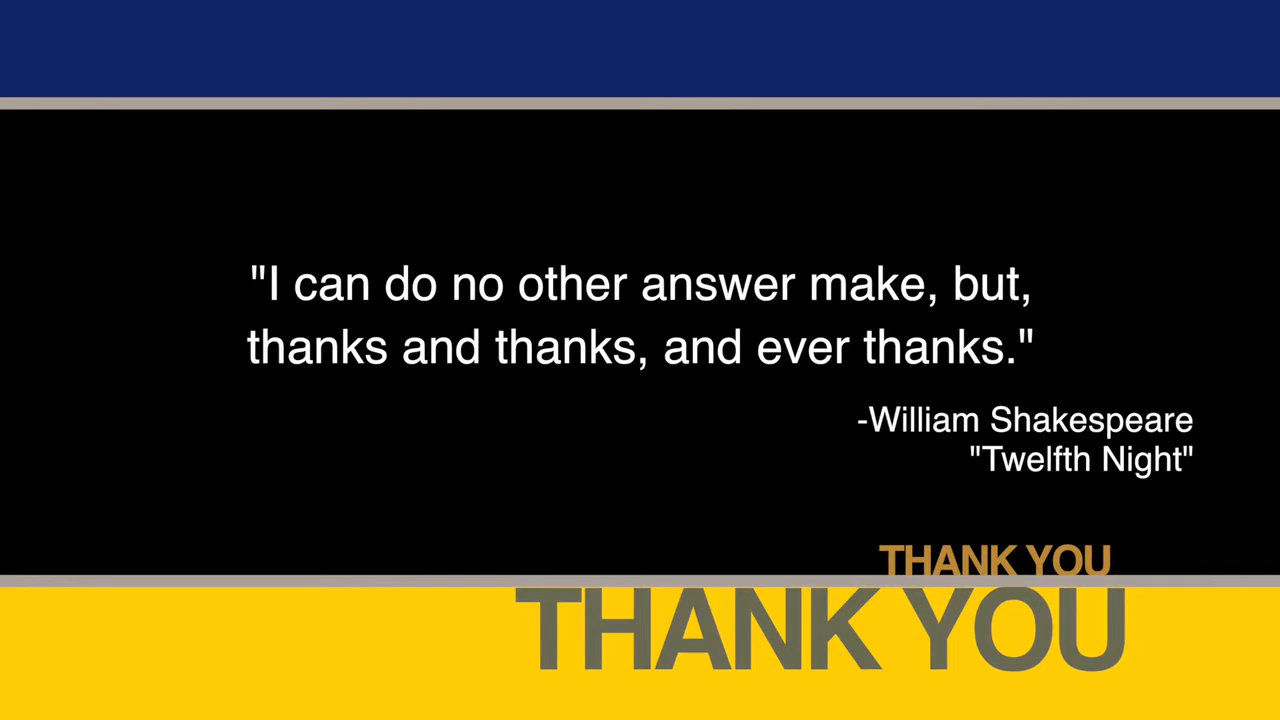 "I can do no other answer make, but,
thanks and thanks, and ever thanks."
-William Shakespeare
"Twelfth Night"
THANK YOU
THANK YOU